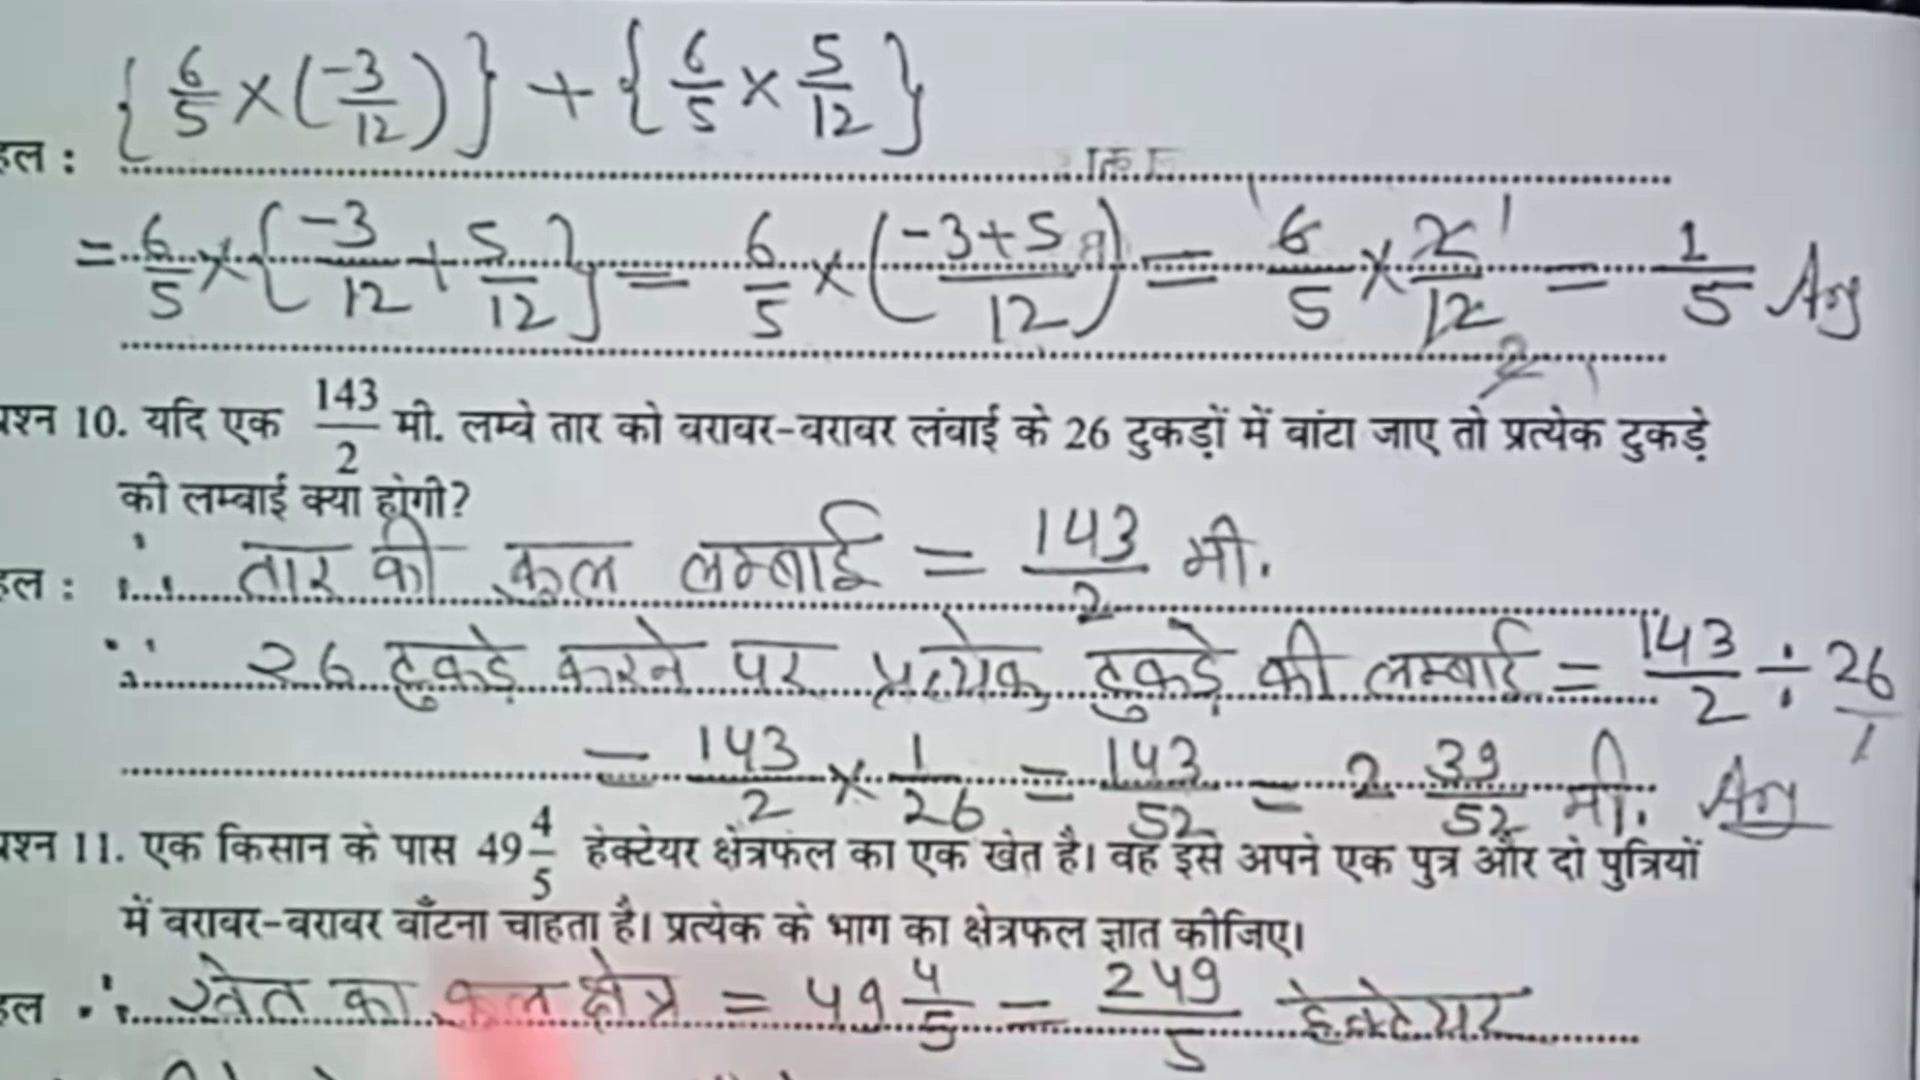 {6/5 × (-3/12)} + {6/5 × 5/12}
हल :
= 6/5 × {-3/12 + 5/12} = 6/5 × (-3+5/12) = 6/5 × 2/12 = 1/5 Ans
प्रश्न 10. यदि एक 143/2 मी. लम्बे तार को बराबर-बराबर लंबाई के 26 टुकड़ों में बांटा जाए तो प्रत्येक टुकड़े
की लम्बाई क्या होगी?
हल : ∵ तार की कुल लम्बाई = 143/2 मी.
∵ 26 टुकड़े करने पर प्रत्येक टुकड़े की लम्बाई = 143/2 ÷ 26/1
= 143/2 × 1/26 = 143/52 = 2 39/52 मी. Ans
प्रश्न 11. एक किसान के पास 49 4/5 हेक्टेयर क्षेत्रफल का एक खेत है। वह इसे अपने एक पुत्र और दो पुत्रियों
में बराबर-बराबर बाँटना चाहता है। प्रत्येक के भाग का क्षेत्रफल ज्ञात कीजिए।
हल ∵ खेत का कुल क्षेत्र = 49 4/5 = 249/5 हेक्टेयर